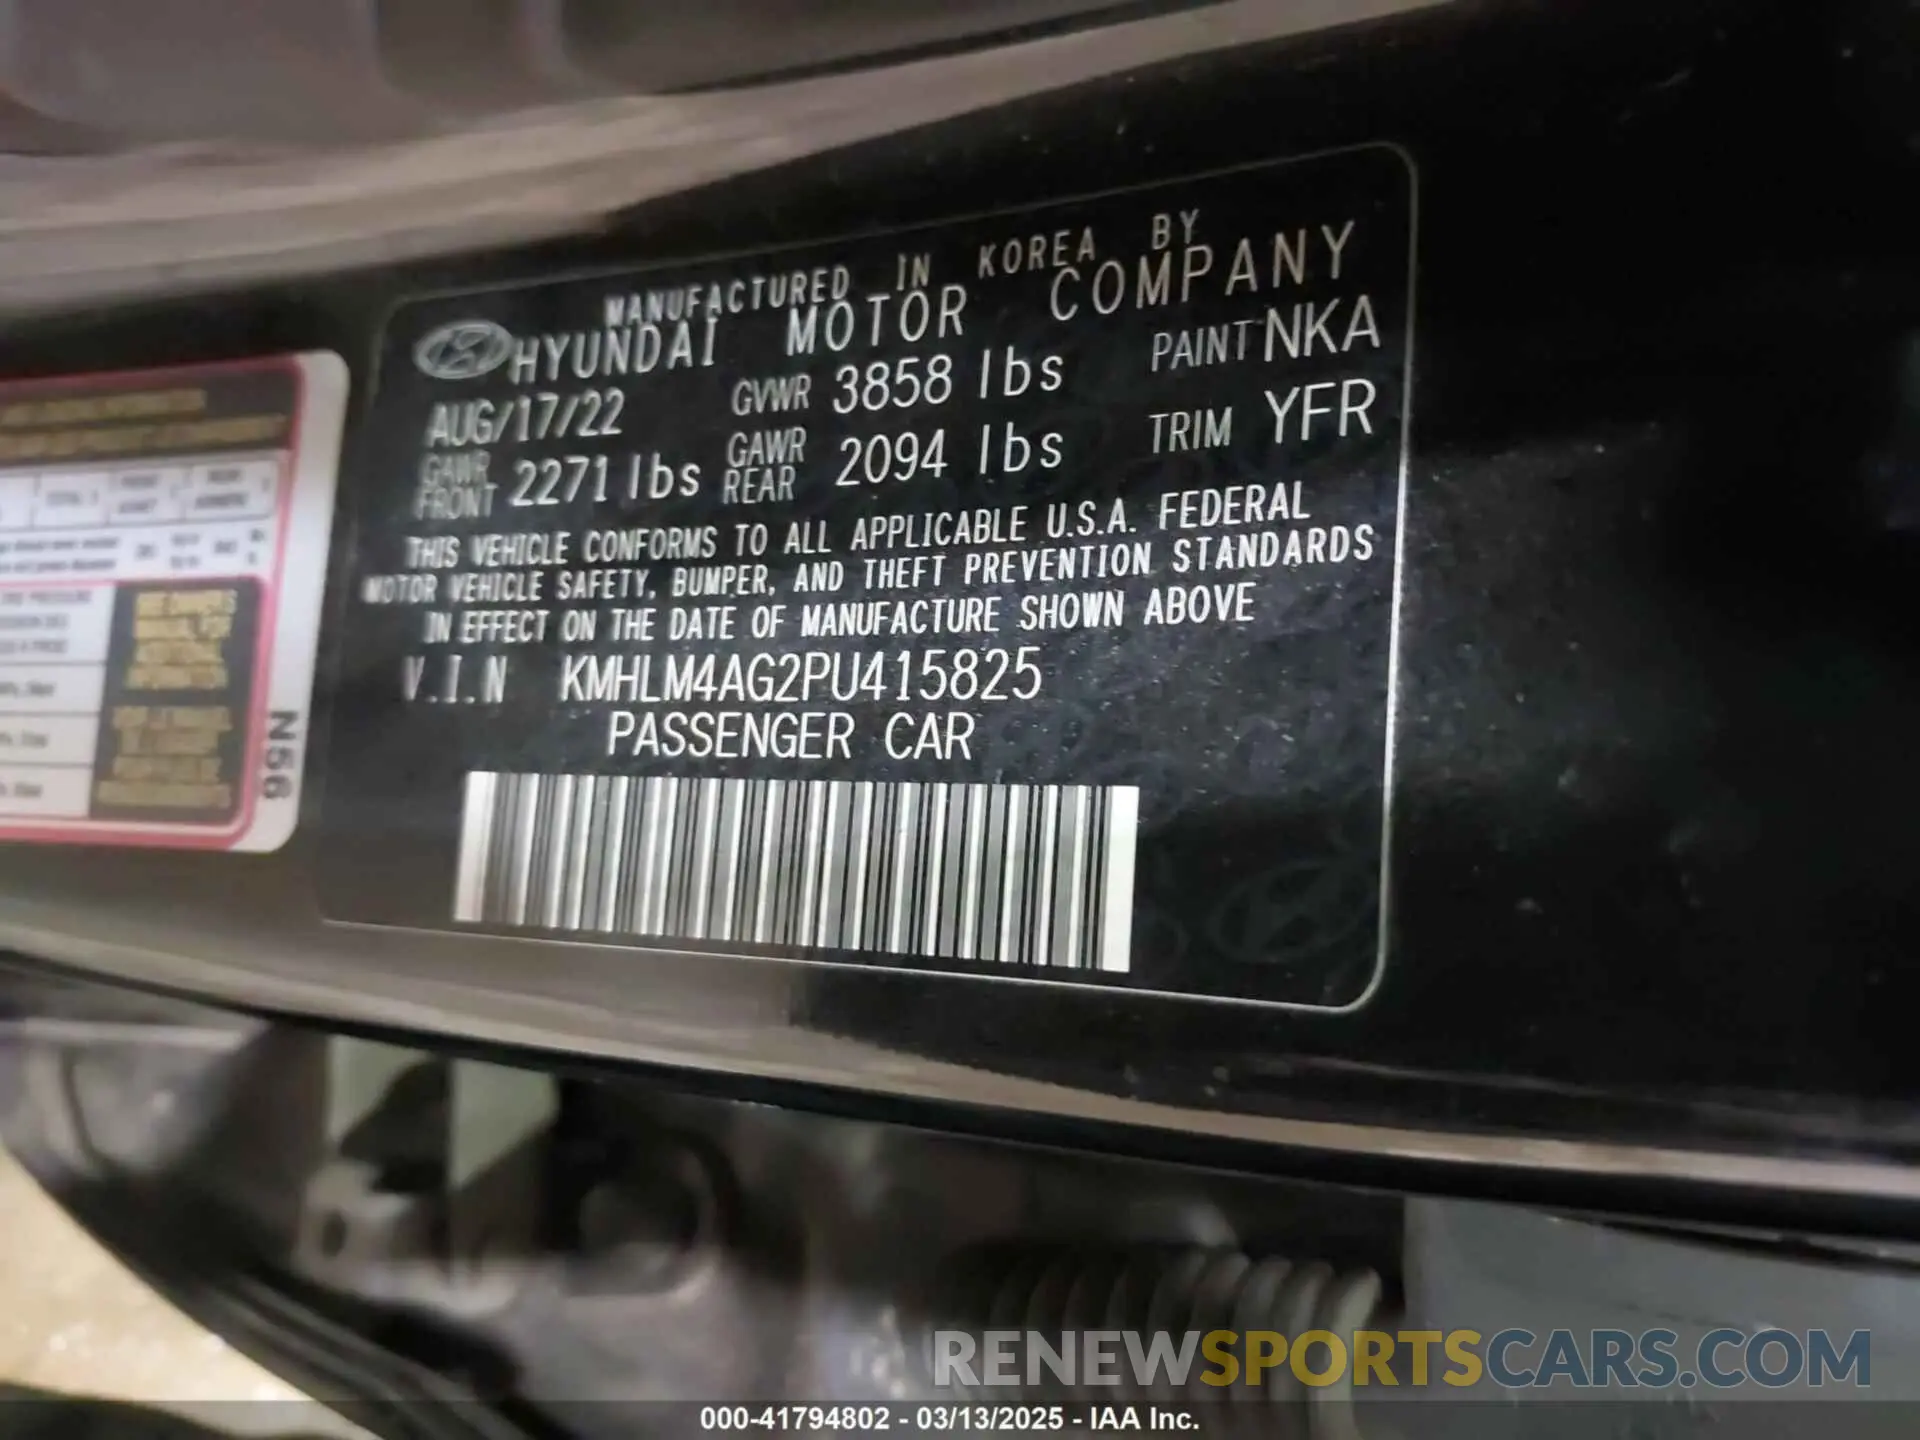 MANUFACTURED IN KOREA BY
HYUNDAI MOTOR COMPANY
AUG/17/22 GVWR 3858 lbs PAINT NKA
GAWR FRONT 2271 lbs GAWR REAR 2094 lbs TRIM YFR
THIS VEHICLE CONFORMS TO ALL APPLICABLE U.S.A. FEDERAL
MOTOR VEHICLE SAFETY, BUMPER, AND THEFT PREVENTION STANDARDS
IN EFFECT ON THE DATE OF MANUFACTURE SHOWN ABOVE
V.I.N KMHLM4AG2PU415825
PASSENGER CAR
N56
RENEWSPORTSCARS.COM
000-41794802 - 03/13/2025 - IAA Inc.